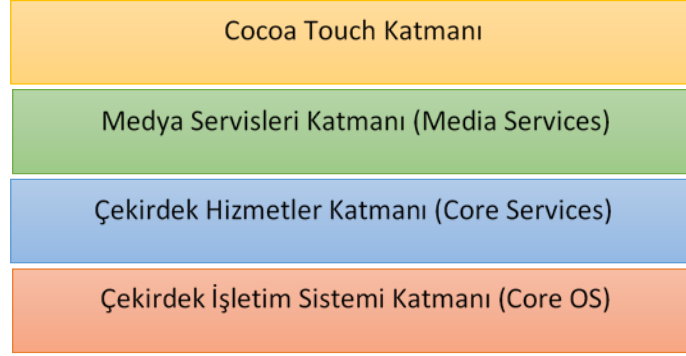 Cocoa Touch Katmanı
Medya Servisleri Katmanı (Media Services)
Çekirdek Hizmetler Katmanı (Core Services)
Çekirdek İşletim Sistemi Katmanı (Core OS)